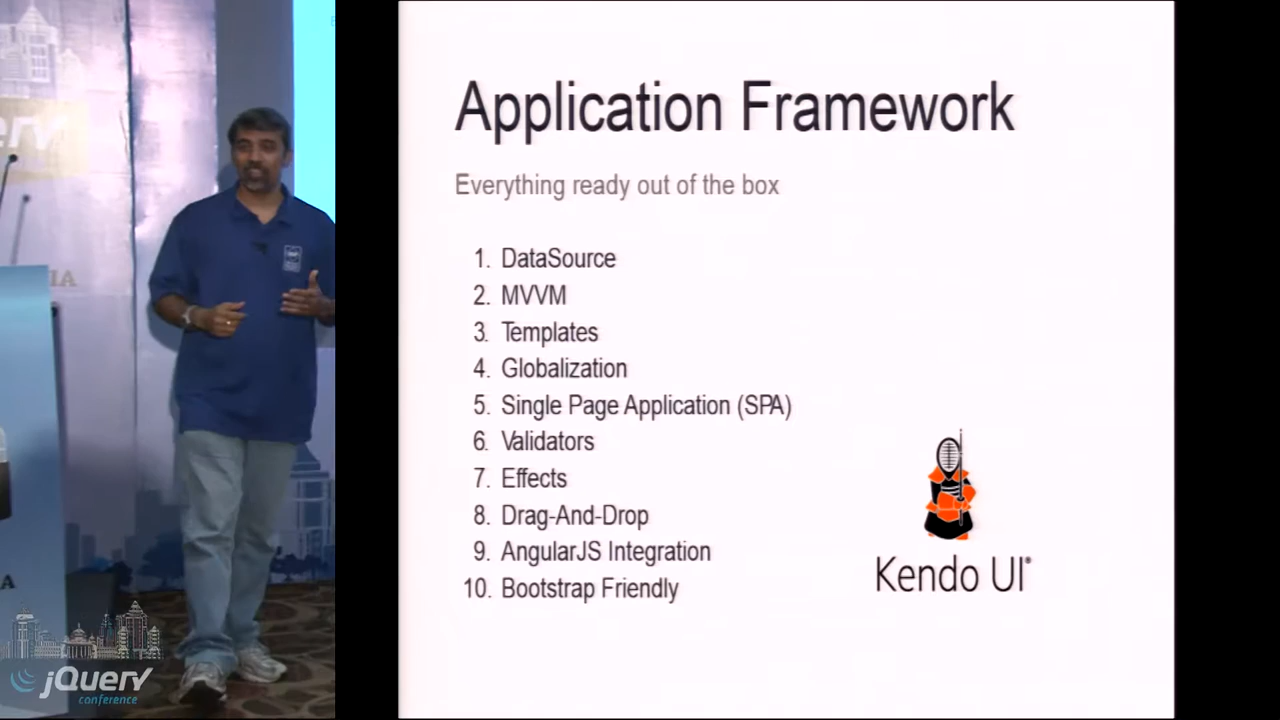 Application Framework
Everything ready out of the box
1. DataSource
2. MVVM
3. Templates
4. Globalization
5. Single Page Application (SPA)
6. Validators
7. Effects
8. Drag-And-Drop
9. AngularJS Integration
10. Bootstrap Friendly
Kendo UI®
jQuery
conference